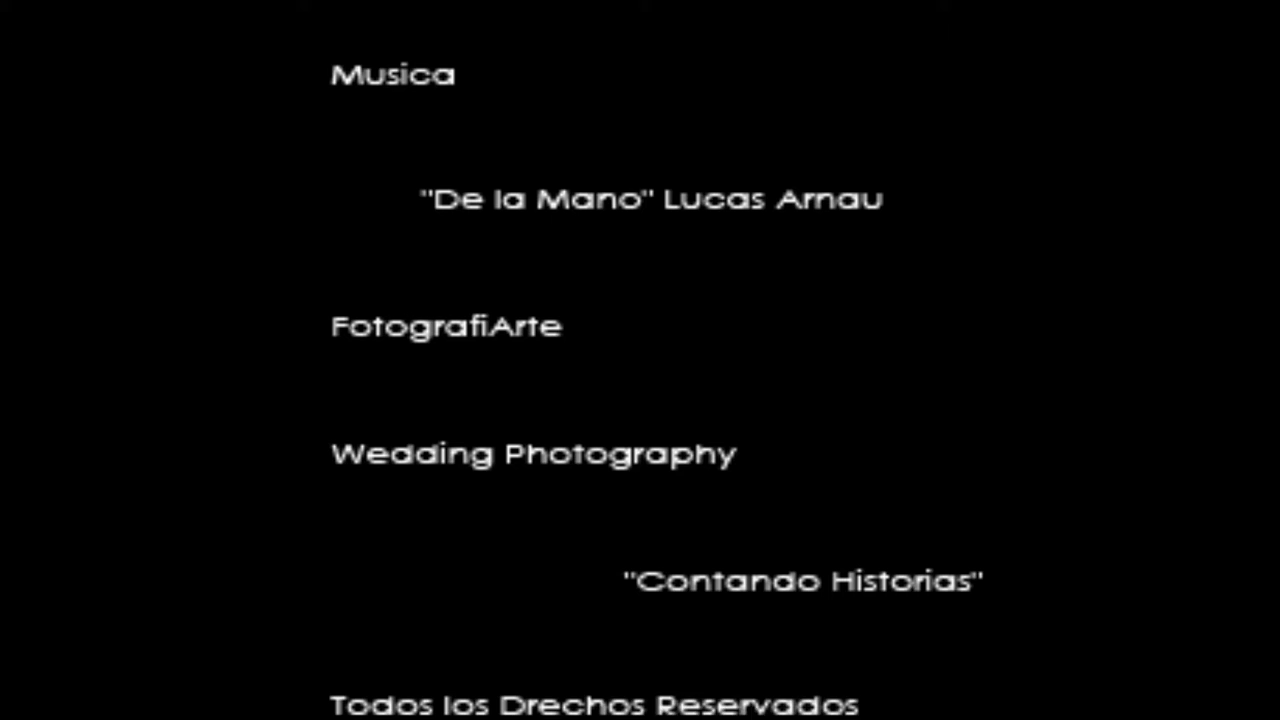 Musica
"De la Mano" Lucas Arnau
FotografiArte
Wedding Photography
"Contando Historias"
Todos los Drechos Reservados